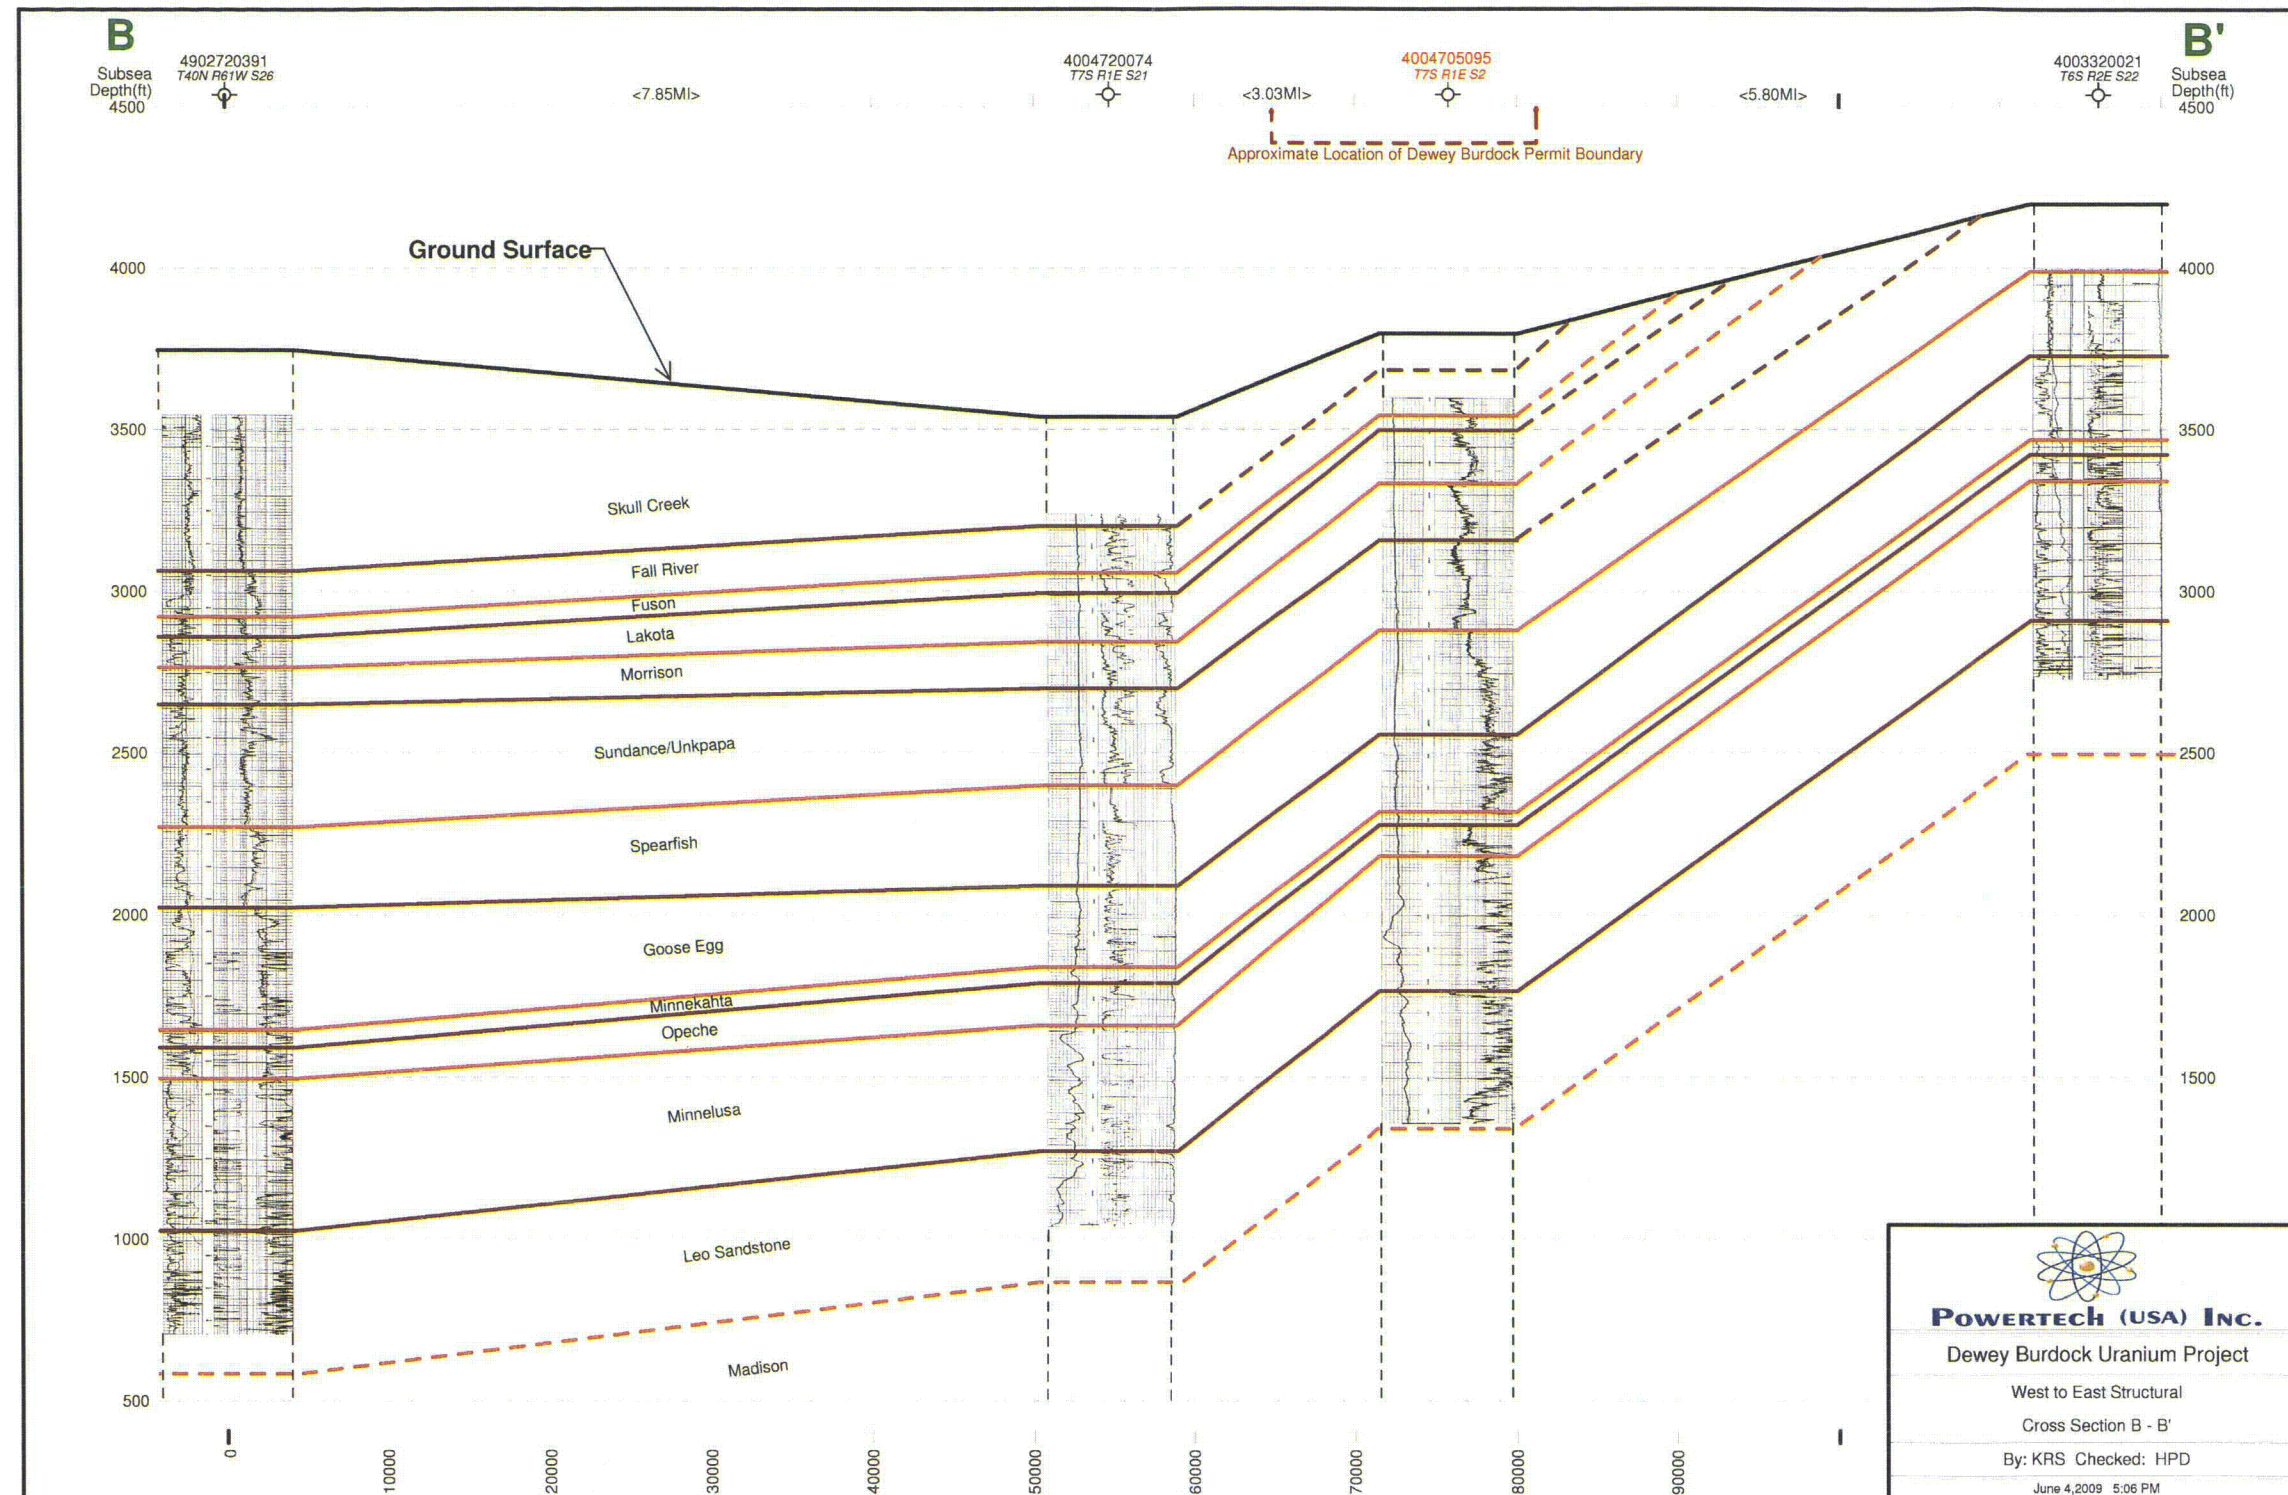 B
B'
4902720391
T40N R61W S26
4004720074
T7S R1E S21
4004705095
T7S R1E S2
4003320021
T6S R2E S22
Subsea
Depth(ft)
4500
<7.85MI>
<3.03MI>
<5.80MI>
Subsea
Depth(ft)
4500
Approximate Location of Dewey Burdock Permit Boundary
Ground Surface
4000
4000
3500
3500
Skull Creek
Fall River
3000
3000
Fuson
Lakota
Morrison
2500
2500
Sundance/Unkpapa
Spearfish
2000
2000
Goose Egg
Minnekahta
Opeche
1500
1500
Minnelusa
1000
Leo Sandstone
Madison
500
0
10000
20000
30000
40000
50000
60000
70000
80000
90000
POWERTECH (USA) INC.
Dewey Burdock Uranium Project
West to East Structural
Cross Section B - B'
By: KRS Checked: HPD
June 4,2009 5:06 PM